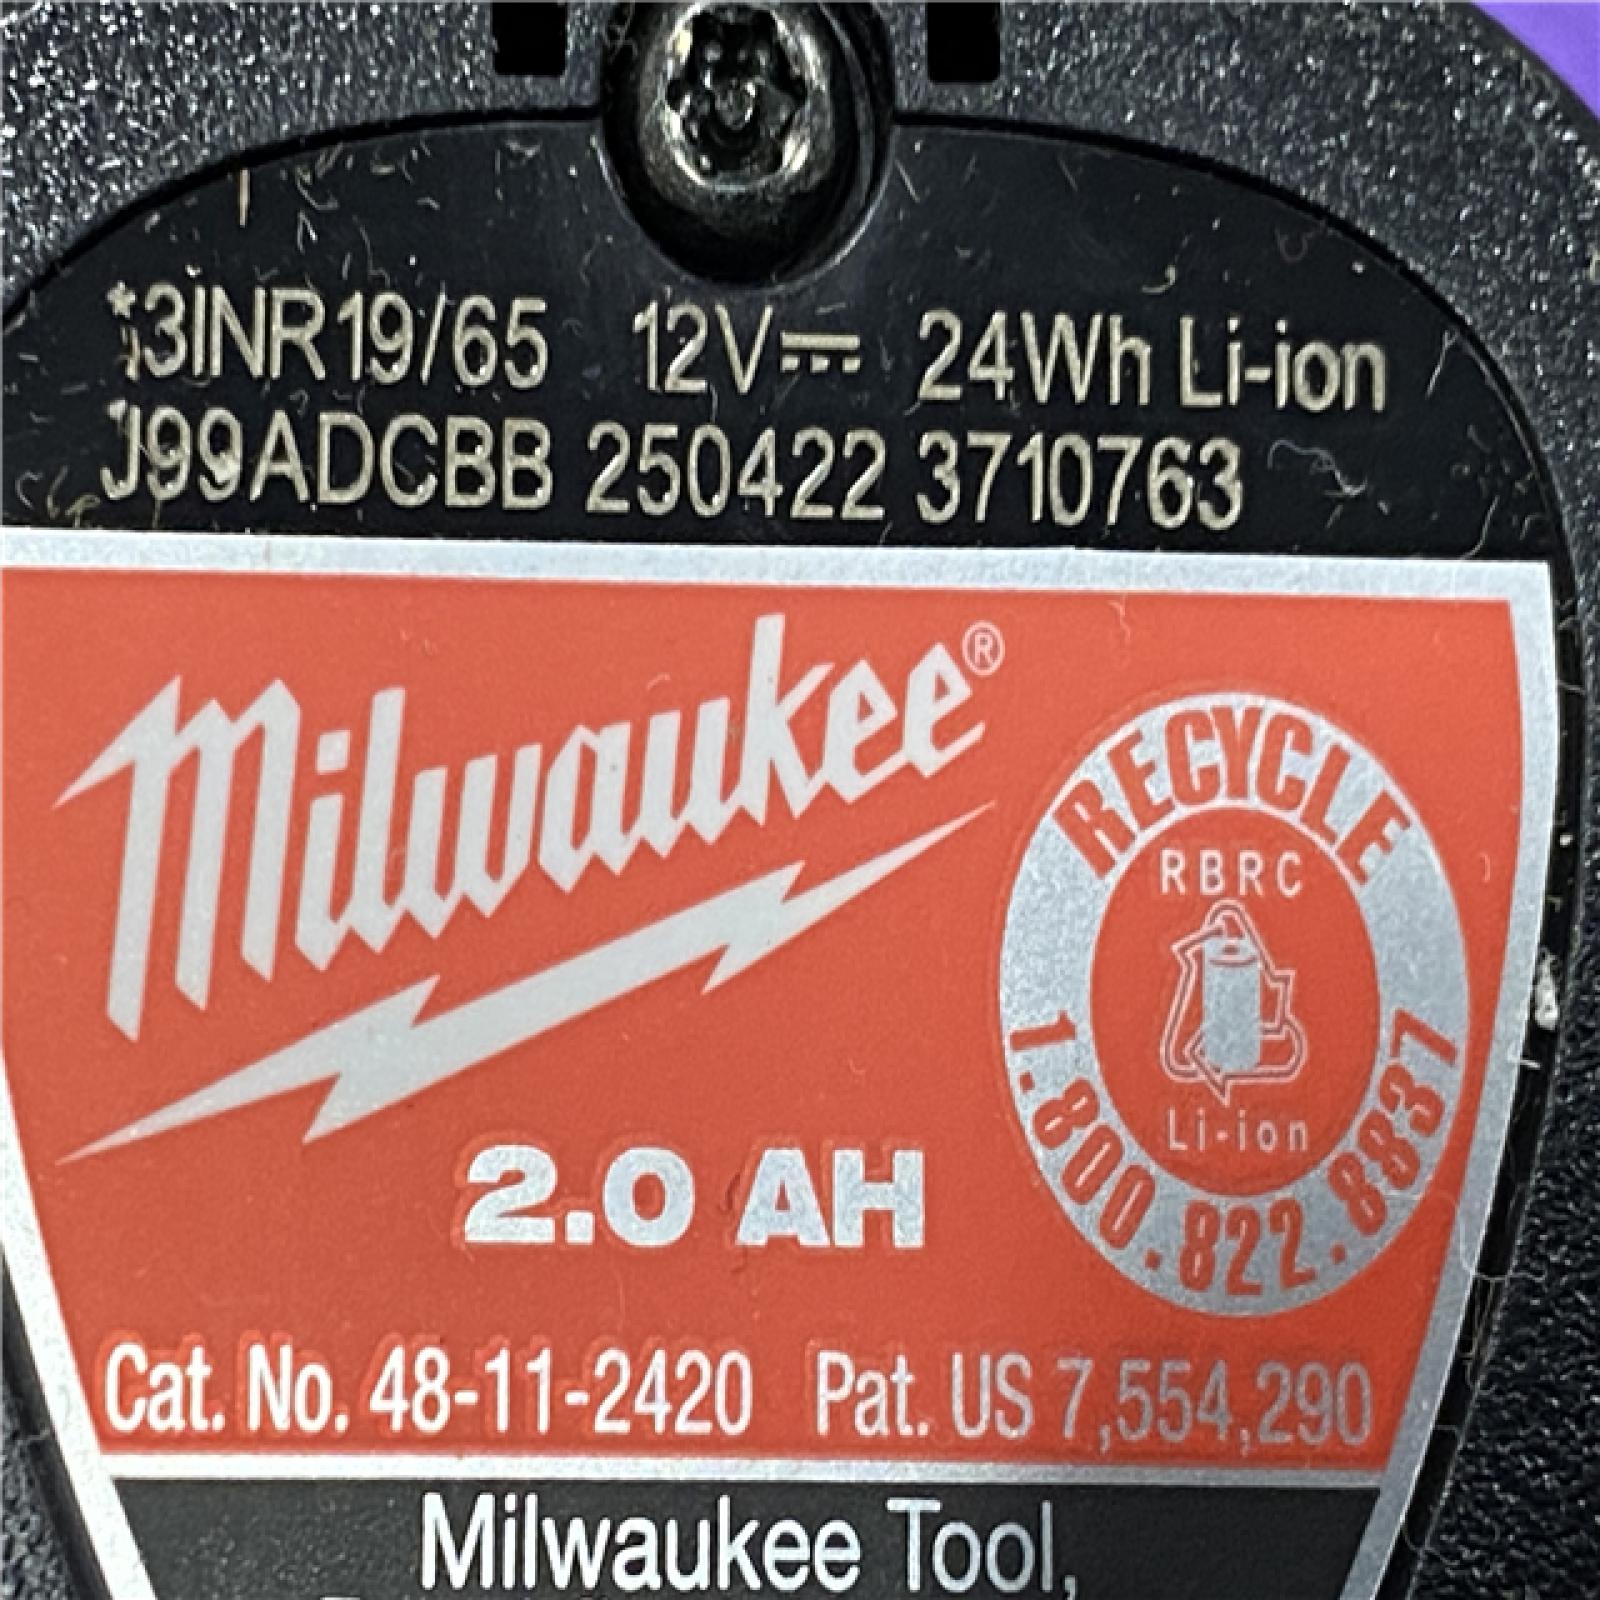 *3INR19/65 12V⎓ 24Wh Li-ion
J99ADCBB 250422 3710763
Milwaukee®
RECYCLE
RBRC
Li-ion
1.800.822.8837
2.0 AH
Cat. No. 48-11-2420 Pat. US 7,554,290
Milwaukee Tool,